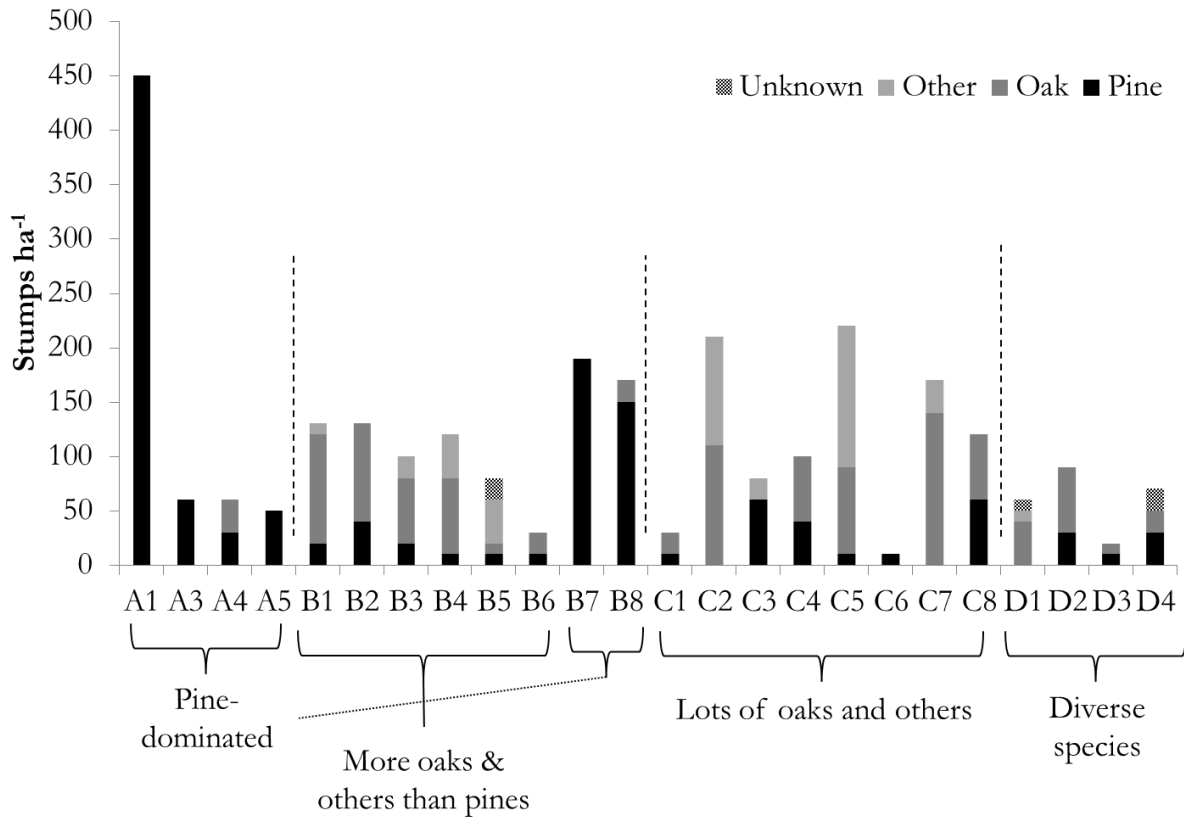 500
450
400
350
300
250
200
150
100
50
0
Stumps ha⁻¹
Unknown Other Oak Pine
A1 A3 A4 A5 B1 B2 B3 B4 B5 B6 B7 B8 C1 C2 C3 C4 C5 C6 C7 C8 D1 D2 D3 D4
Pine-
dominated
More oaks &
others than pines
Lots of oaks and others
Diverse
species